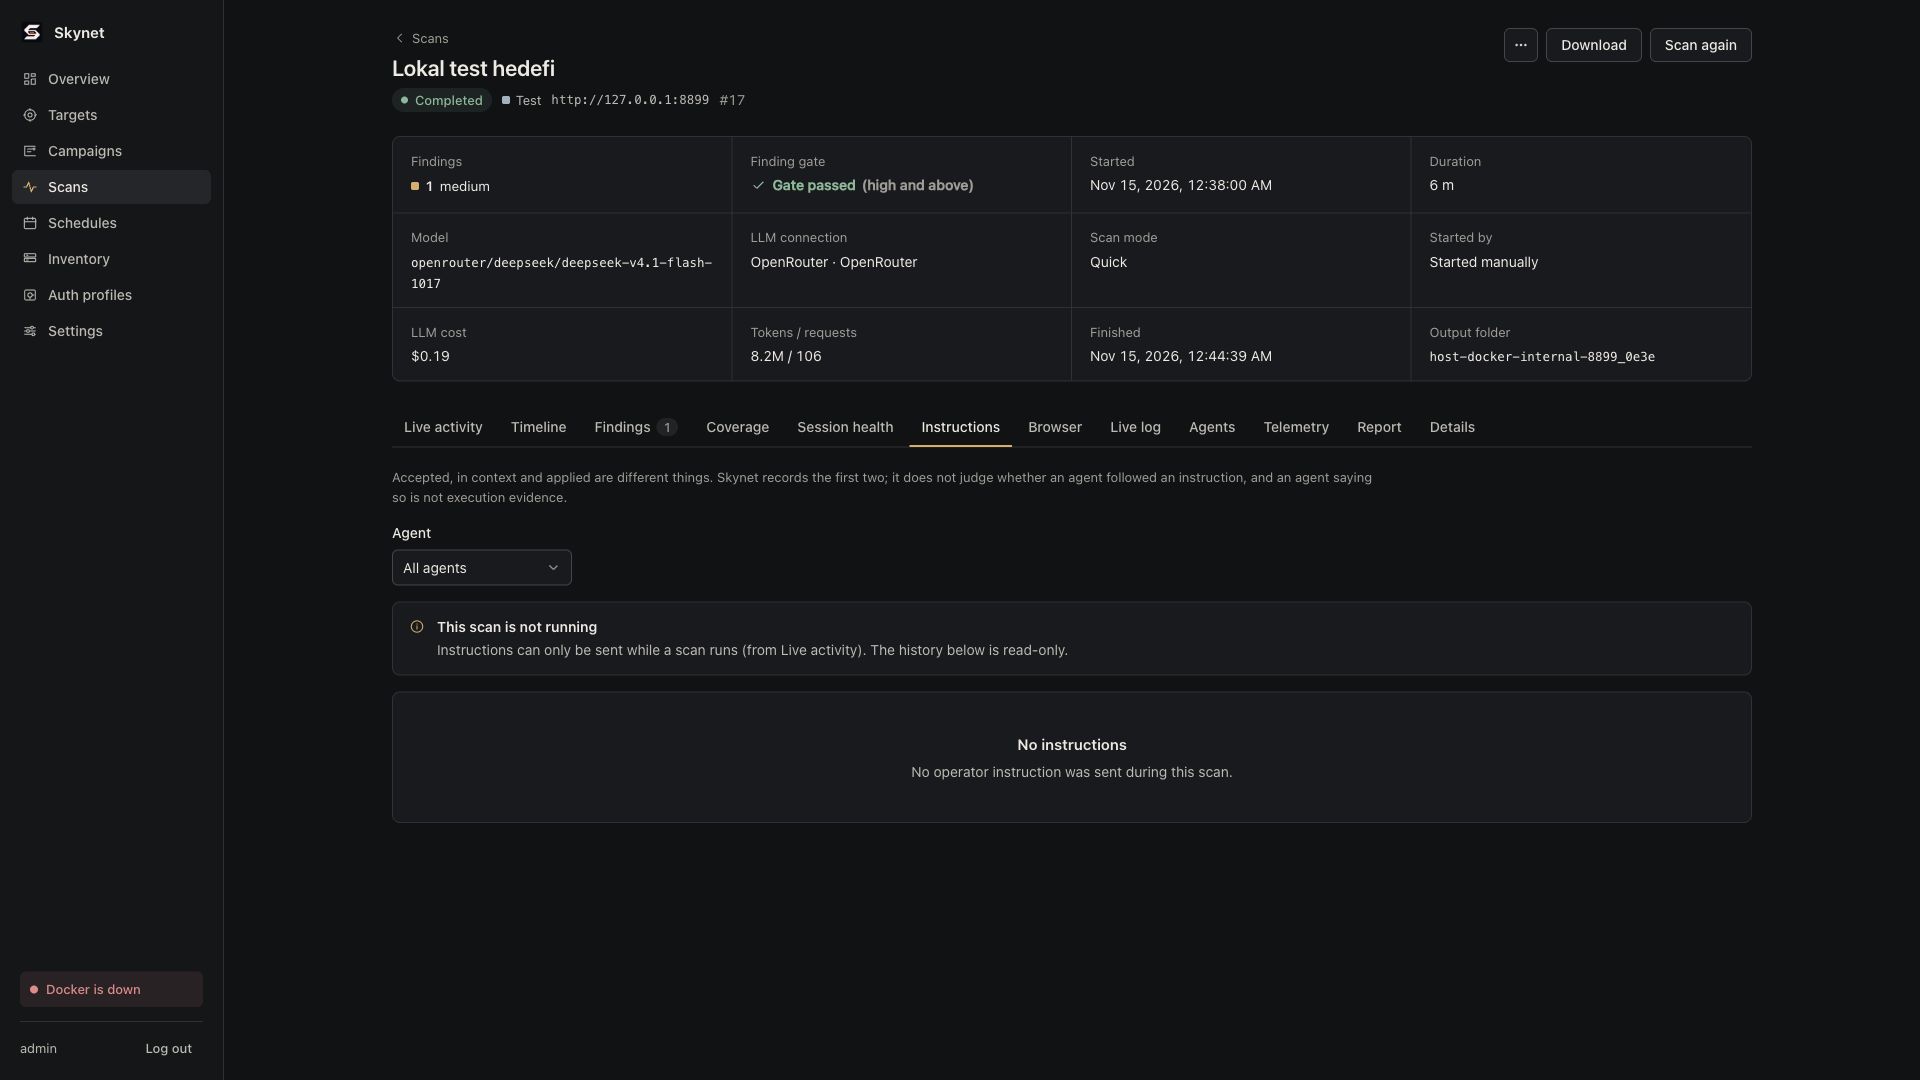 Skynet
Overview
Targets
Campaigns
Scans
Schedules
Inventory
Auth profiles
Settings
Docker is down
admin
Log out
Scans
Lokal test hedefi
Completed
Test
http://127.0.0.1:8899
#17
...
Download
Scan again
Findings
1 medium
Finding gate
Gate passed (high and above)
Started
Nov 15, 2026, 12:38:00 AM
Duration
6 m
Model
openrouter/deepseek/deepseek-v4.1-flash-
1017
LLM connection
OpenRouter · OpenRouter
Scan mode
Quick
Started by
Started manually
LLM cost
$0.19
Tokens / requests
8.2M / 106
Finished
Nov 15, 2026, 12:44:39 AM
Output folder
host-docker-internal-8899_0e3e
Live activity
Timeline
Findings 1
Coverage
Session health
Instructions
Browser
Live log
Agents
Telemetry
Report
Details
Accepted, in context and applied are different things. Skynet records the first two; it does not judge whether an agent followed an instruction, and an agent saying
so is not execution evidence.
Agent
All agents
This scan is not running
Instructions can only be sent while a scan runs (from Live activity). The history below is read-only.
No instructions
No operator instruction was sent during this scan.